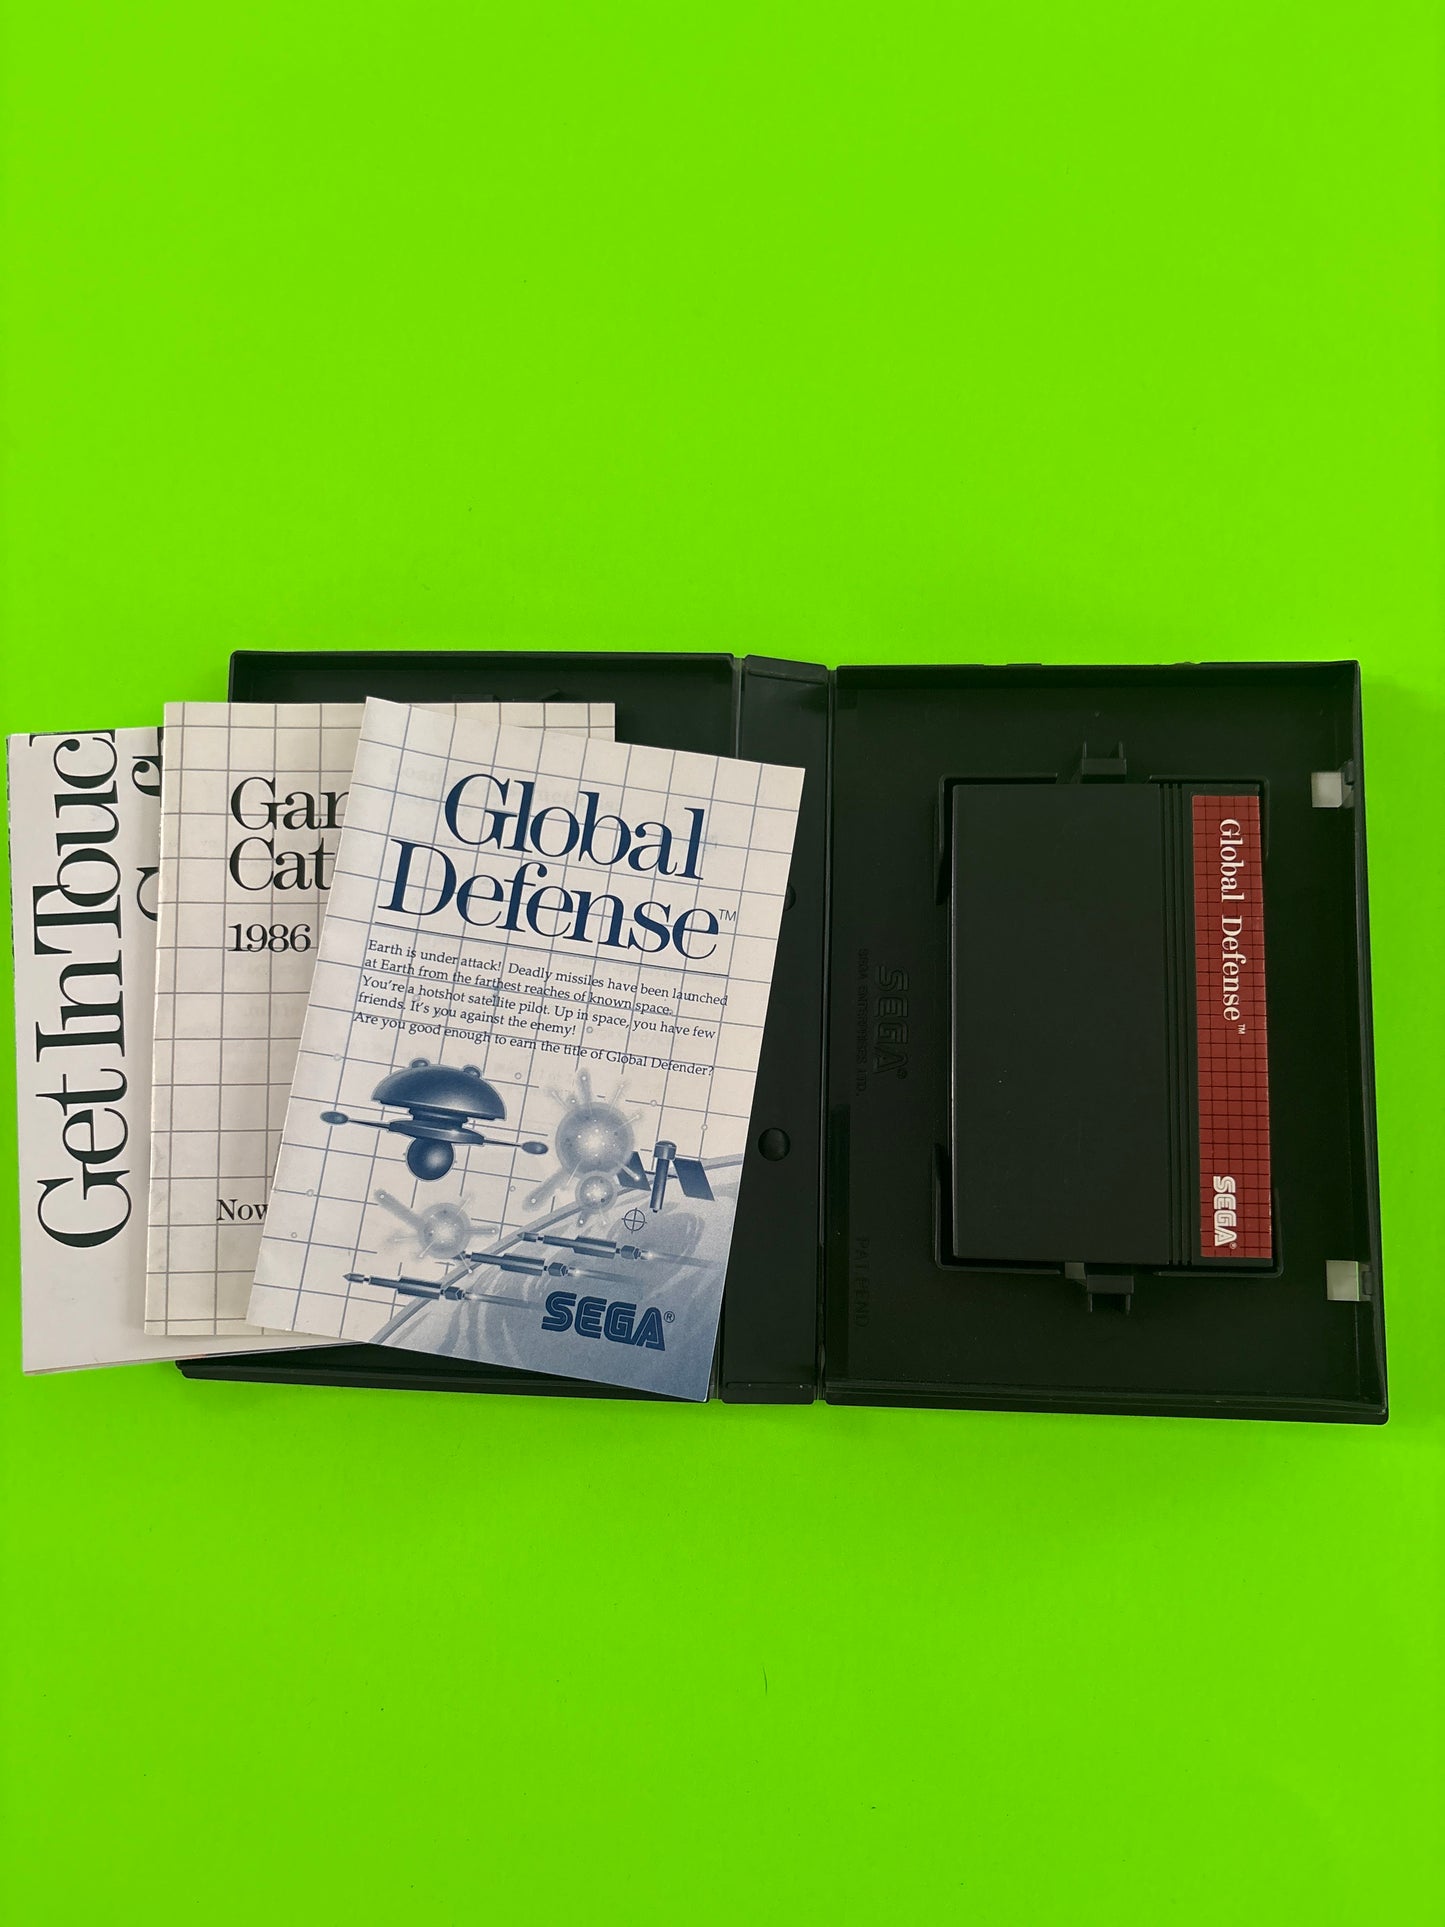 Get In Touc
Gar
Cat
1986
Now
Global
Defense™
Earth is under attack! Deadly missiles have been launched
at Earth from the farthest reaches of known space.
You're a hotshot satellite pilot. Up in space, you have few
friends. It's you against the enemy!
Are you good enough to earn the title of Global Defender?
SEGA®
SEGA®
SEGA ENTERPRISES LTD.
PAT. PEND
Global Defense™
SEGA®